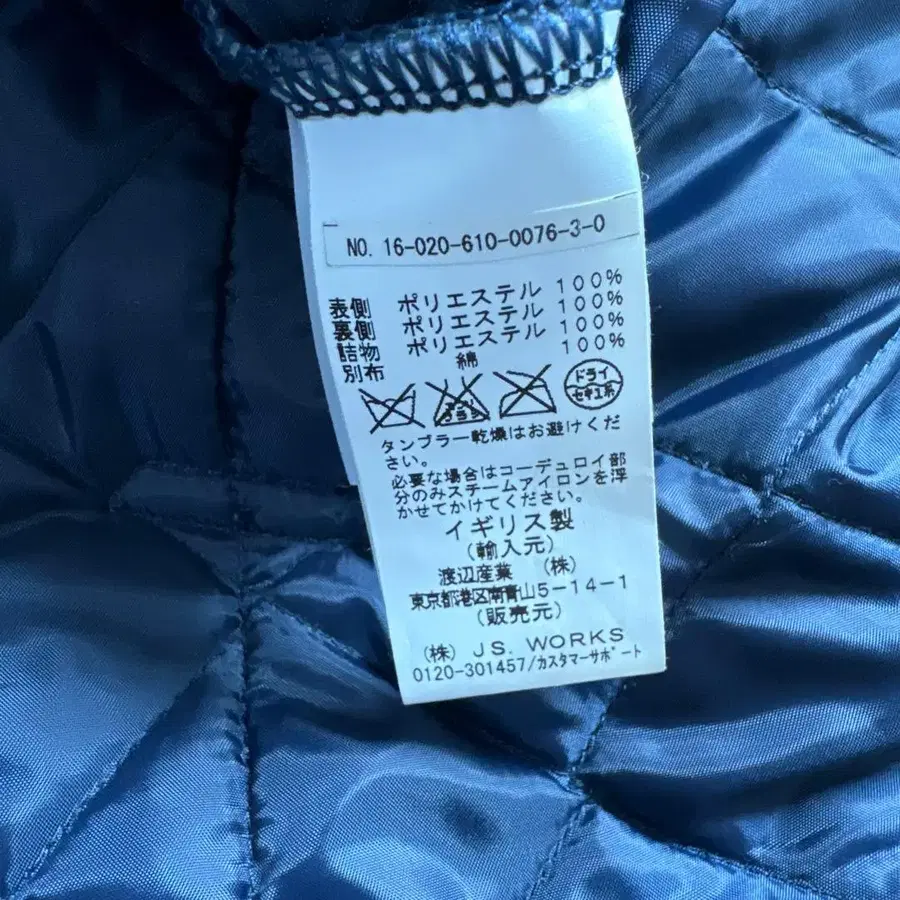 NO. 16-020-610-0076-3-0
表側 ポリエステル 100%
裏側 ポリエステル 100%
詰物 ポリエステル 100%
別布 綿 100%
エンソ サラシ
ドライ
セキユ系
タンブラー乾燥はお避けくだ
さい。
必要な場合はコーデュロイ部
分のみスチームアイロンを浮
かせてかけてください。
イギリス製
(輸入元)
渡辺産業 (株)
東京都港区南青山5-14-1
(販売元)
(株) J.S. WORKS
0120-301457/カスタマーサポート